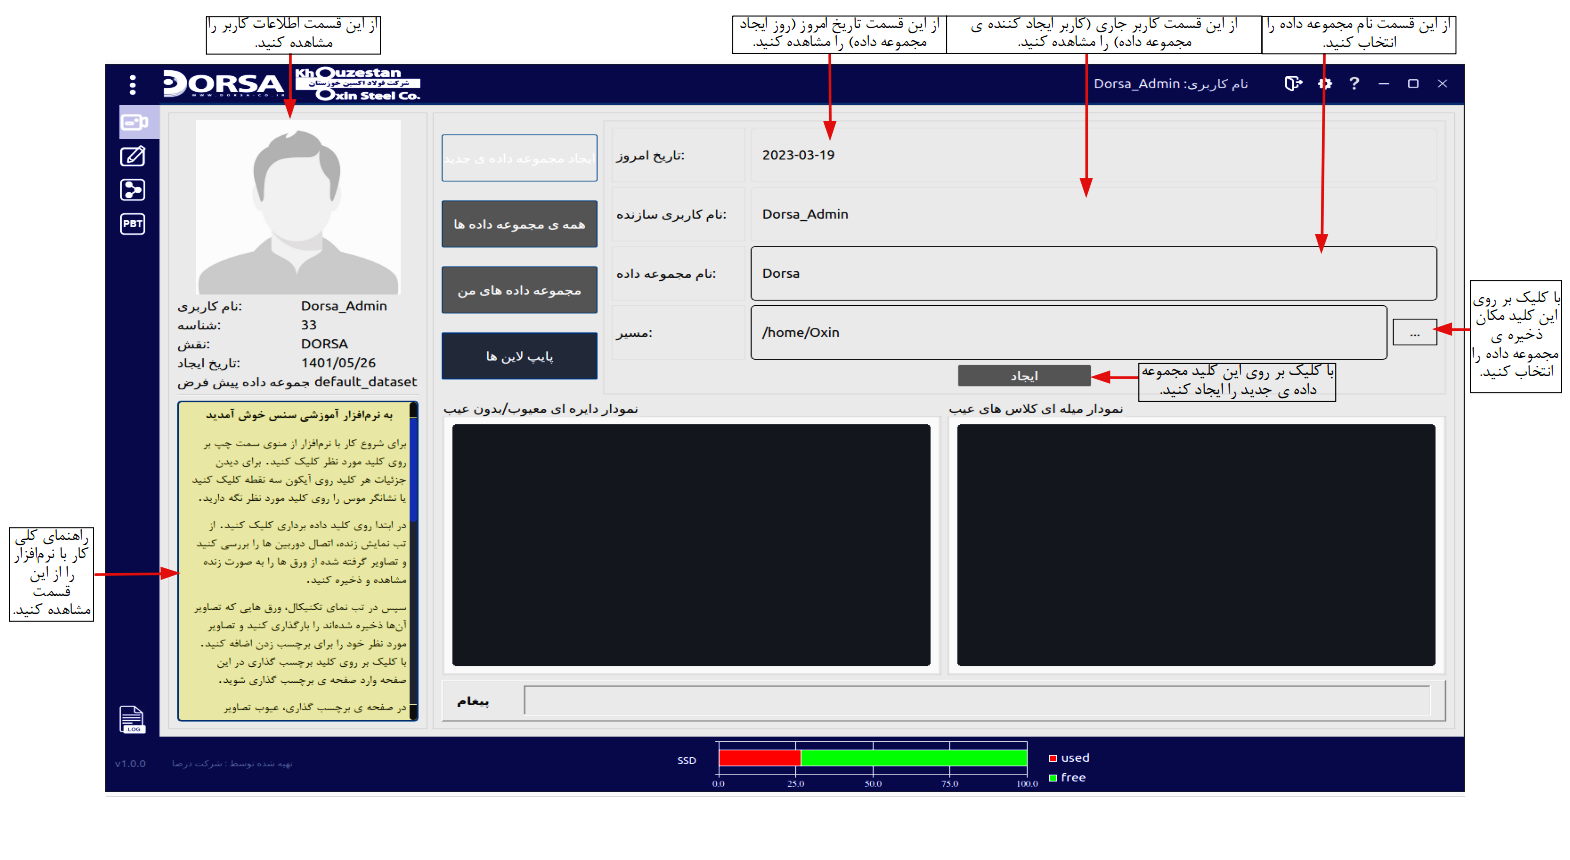 از این قسمت اطلاعات کاربر را
مشاهده کنید.
از این قسمت تاریخ امروز (روز ایجاد
مجموعه داده) را مشاهده کنید.
از این قسمت کاربر جاری (کاربر ایجاد کننده ی
مجموعه داده) را مشاهده کنید.
از این قسمت نام مجموعه داده را
انتخاب کنید.
DORSA
WWW.DORSA-CO.IR
Khouzestan
شرکت فولاد اکسین خوزستان
Oxin Steel Co.
نام کاربری: Dorsa_Admin
?
PBT
LOG
نام کاربری: Dorsa_Admin
شناسه: 33
نقش: DORSA
تاریخ ایجاد: 1401/05/26
جموعه داده پیش فرض default_dataset
به نرم‌افزار آموزشی سنس خوش آمدید
برای شروع کار با نرم‌افزار از منوی سمت چپ بر
روی کلید مورد نظر کلیک کنید. برای دیدن
جزئیات هر کلید روی آیکون سه نقطه کلیک کنید
یا نشانگر موس را روی کلید مورد نظر نگه دارید.
در ابتدا روی کلید داده برداری کلیک کنید. از
تب نمایش زنده، اتصال دوربین ها را بررسی کنید
و تصاویر گرفته شده از ورق ها را به صورت زنده
مشاهده و ذخیره کنید.
سپس در تب نمای تکنیکال، ورق هایی که تصاویر
آن‌ها ذخیره شده‌اند را بارگذاری کنید و تصاویر
مورد نظر خود را برای برچسب زدن اضافه کنید.
با کلیک بر روی کلید برچسب گذاری در این
صفحه وارد صفحه ی برچسب گذاری شوید.
در صفحه ی برچسب گذاری، عیوب تصاویر
راهنمای کلی
کار با نرم‌افزار
را از این
قسمت
مشاهده کنید.
ایجاد مجموعه داده ی جدید
همه ی مجموعه داده ها
مجموعه داده های من
پایپ لاین ها
تاریخ امروز: 2023-03-19
نام کاربری سازنده: Dorsa_Admin
نام مجموعه داده: Dorsa
مسیر: /home/Oxin
...
با کلیک بر روی
این کلید مکان
ذخیره ی
مجموعه داده را
انتخاب کنید.
ایجاد
با کلیک بر روی این کلید مجموعه
داده ی جدید را ایجاد کنید.
نمودار دایره ای معیوب/بدون عیب
نمودار میله ای کلاس های عیب
پیغام
v1.0.0
تهیه شده توسط : شرکت درصا
SSD
0.0 25.0 50.0 75.0 100.0
used
free